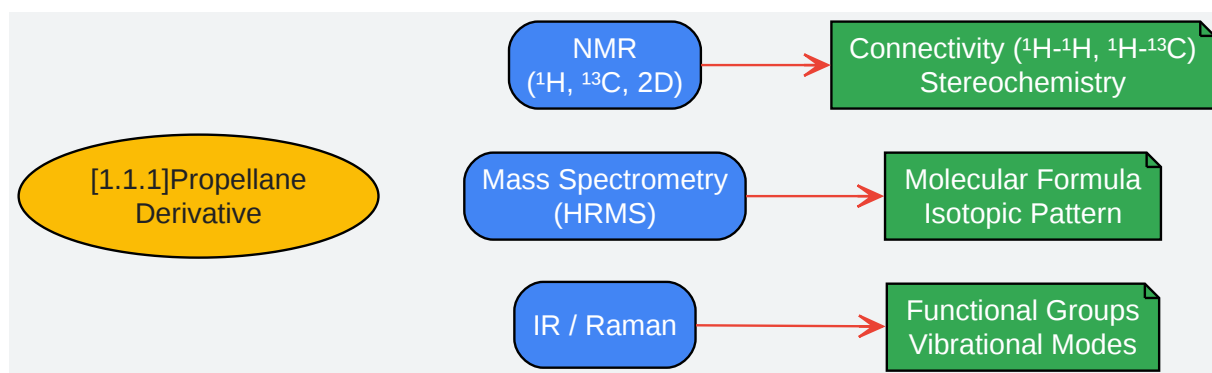 NMR
(¹H, ¹³C, 2D)
Connectivity (¹H-¹H, ¹H-¹³C)
Stereochemistry
[1.1.1]Propellane
Derivative
Mass Spectrometry
(HRMS)
Molecular Formula
Isotopic Pattern
IR / Raman
Functional Groups
Vibrational Modes